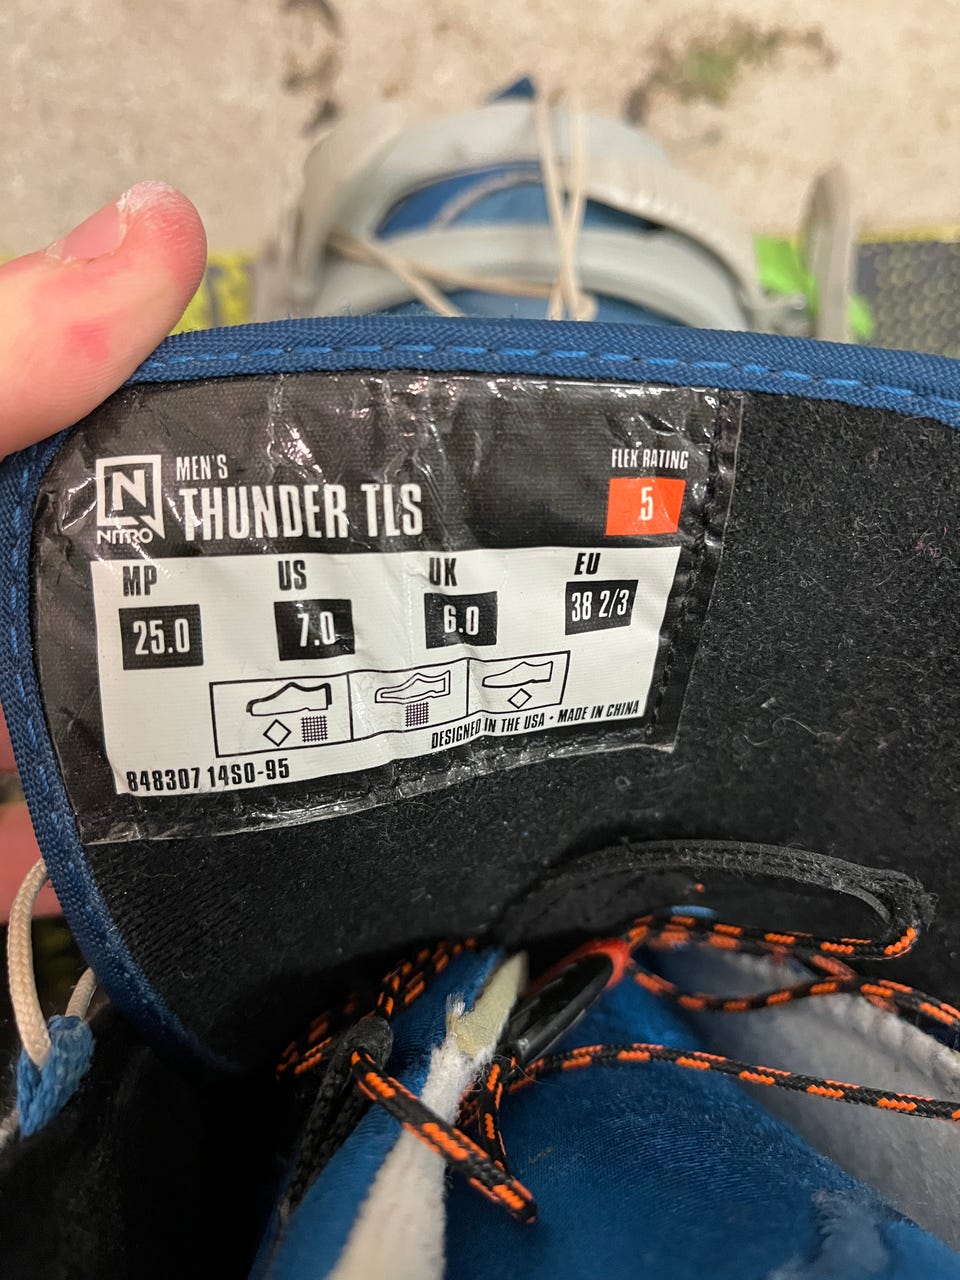 N
NITRO
MEN'S
THUNDER TLS
FLEX RATING
5
MP US UK EU
25.0 7.0 6.0 38 2/3
DESIGNED IN THE USA • MADE IN CHINA
848307 14SO-95